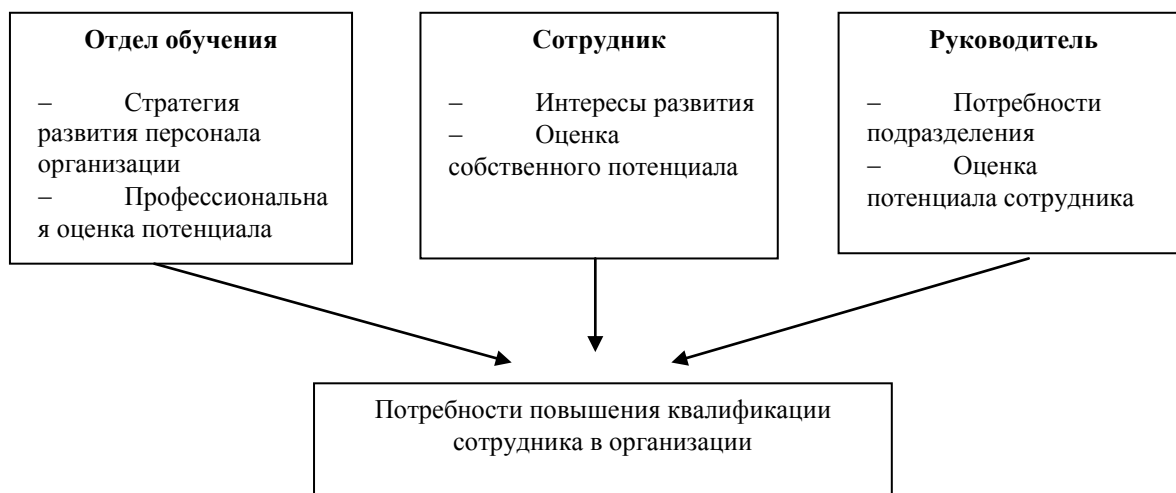 Отдел обучения
– Стратегия
развития персонала
организации
– Профессиональна
я оценка потенциала
Сотрудник
– Интересы развития
– Оценка
собственного потенциала
Руководитель
– Потребности
подразделения
– Оценка
потенциала сотрудника
Потребности повышения квалификации
сотрудника в организации